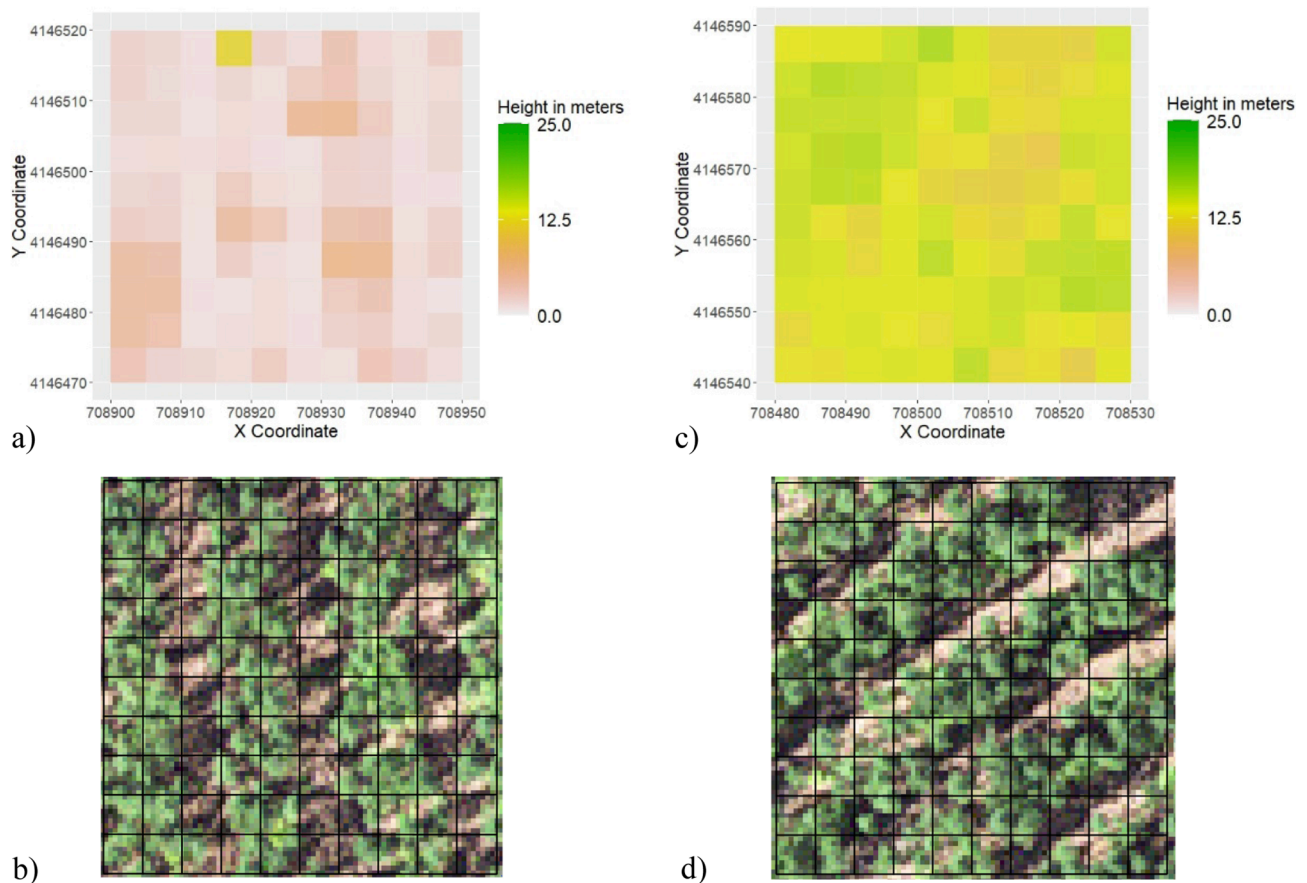 4146520
4146510
4146500
4146490
4146480
4146470
Y Coordinate
708900 708910 708920 708930 708940 708950
X Coordinate
Height in meters
25.0
12.5
0.0
a)
4146590
4146580
4146570
4146560
4146550
4146540
Y Coordinate
708480 708490 708500 708510 708520 708530
X Coordinate
Height in meters
25.0
12.5
0.0
c)
b)
d)